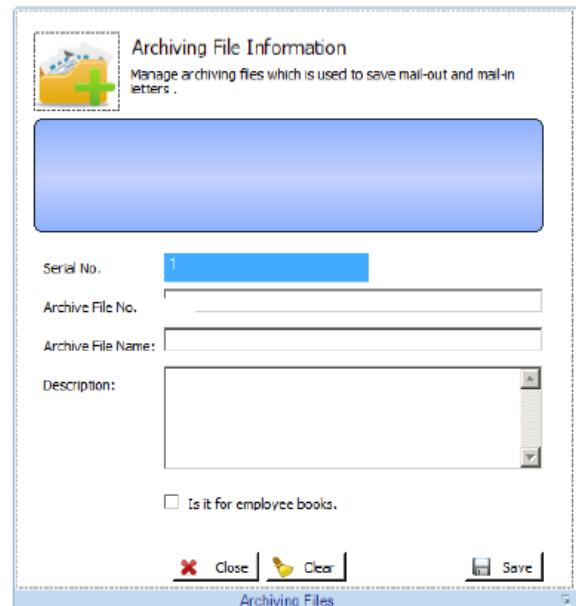 Archiving File Information
Manage archiving files which is used to save mail-out and mail-in
letters .
Serial No. 1
Archive File No.
Archive File Name:
Description:
Is it for employee books.
Close Clear Save
Archiving Files